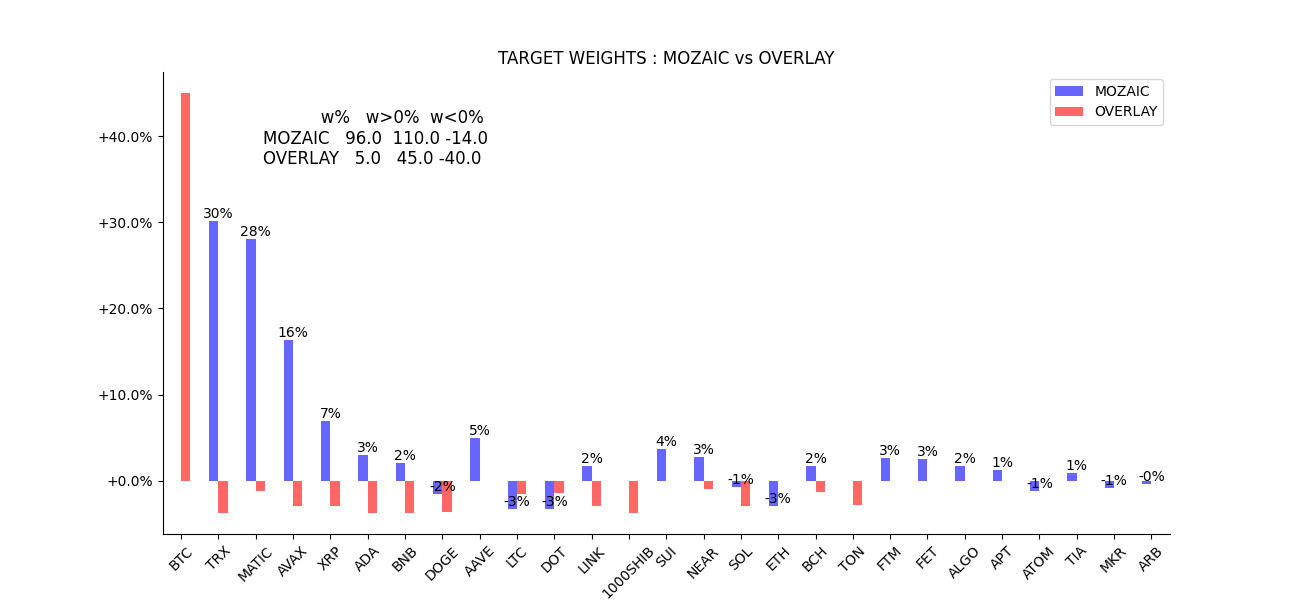 TARGET WEIGHTS : MOZAIC vs OVERLAY
MOZAIC
OVERLAY
w% w>0% w<0%
MOZAIC 96.0 110.0 -14.0
OVERLAY 5.0 45.0 -40.0
+40.0%
+30.0%
+20.0%
+10.0%
+0.0%
30%
28%
16%
7%
3%
2%
-2%
5%
-3%
-3%
2%
4%
3%
-1%
-3%
2%
3%
3%
2%
1%
-1%
1%
-1%
-0%
BTC
TRX
MATIC
AVAX
XRP
ADA
BNB
DOGE
AAVE
LTC
DOT
LINK
1000SHIB
SUI
NEAR
SOL
ETH
BCH
TON
FTM
FET
ALGO
APT
ATOM
TIA
MKR
ARB